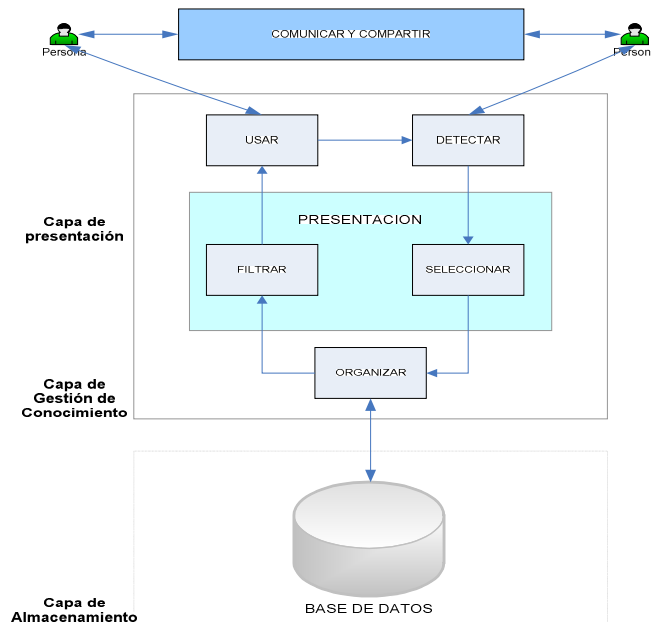 COMUNICAR Y COMPARTIR
Persona
Person
USAR
DETECTAR
PRESENTACION
Capa de
presentación
FILTRAR
SELECCIONAR
ORGANIZAR
Capa de
Gestión de
Conocimiento
BASE DE DATOS
Capa de
Almacenamiento